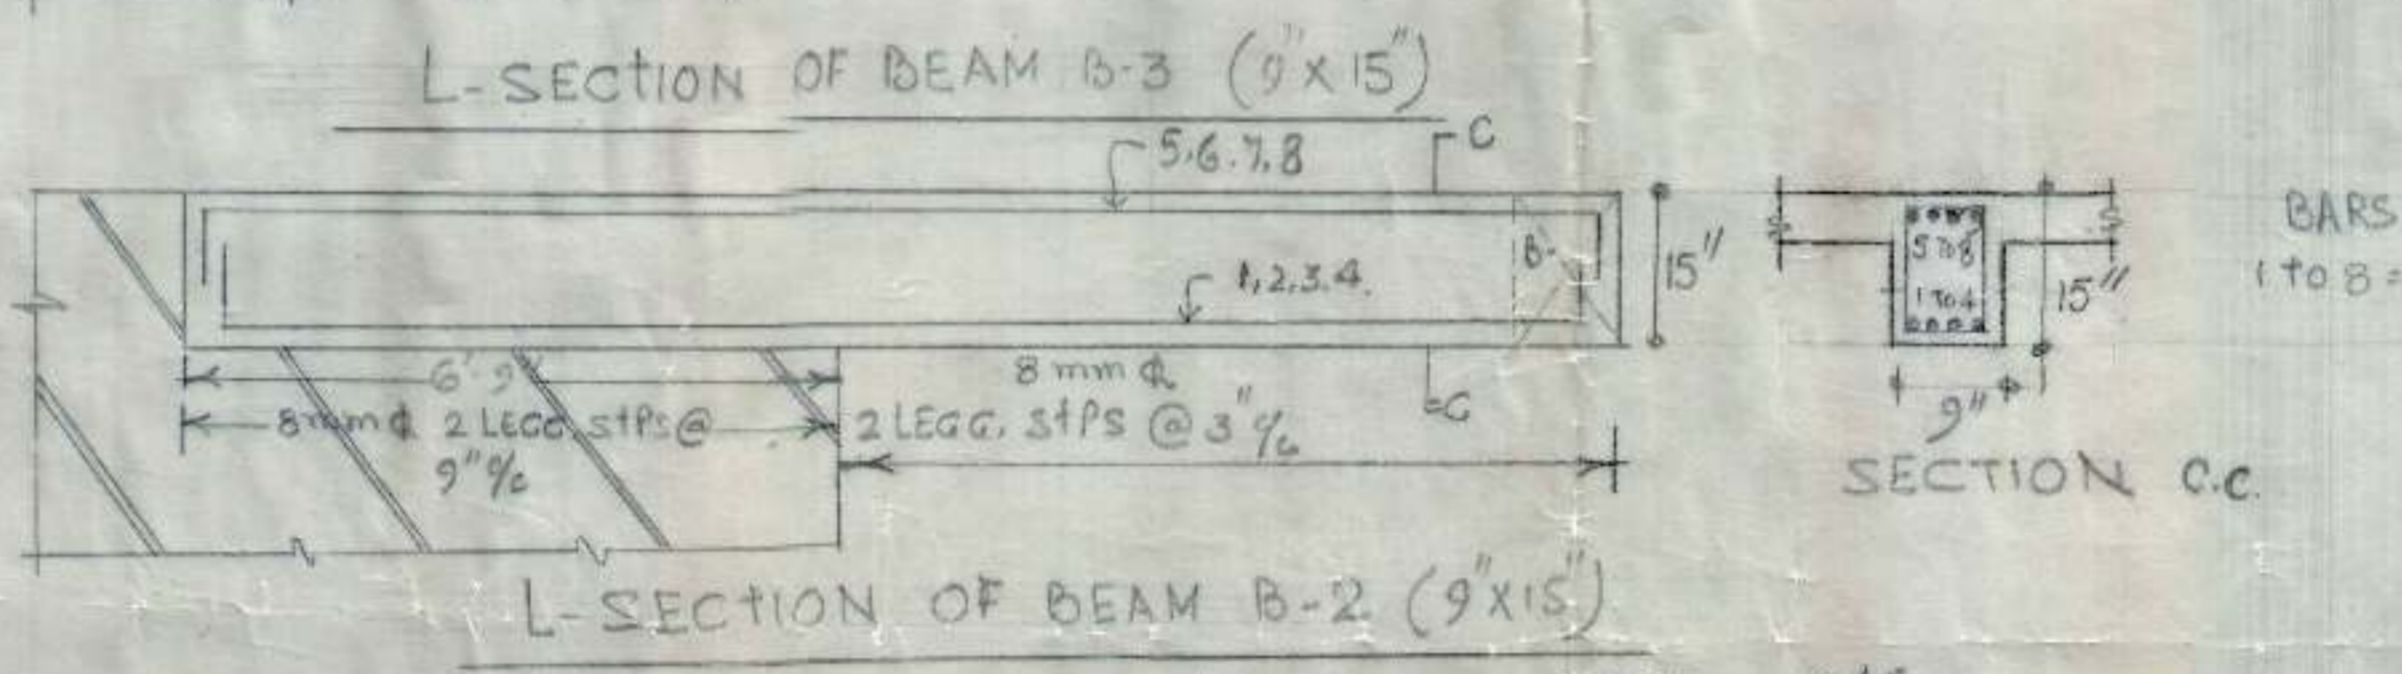 L-SECTION OF BEAM B-3 (9"X15")
5.6.7.8
C
15"
B-
1,2,3,4.
6'9"
8mm¢ 2 LEGG, StPS@
9" c/c
8 mm ¢
2 LEGG, StPS @ 3" c/c
C
5 TO 8
1 TO 4
15"
9"
SECTION C.C.
BARS
1 TO 8 =
L-SECTION OF BEAM B-2 (9"X15")